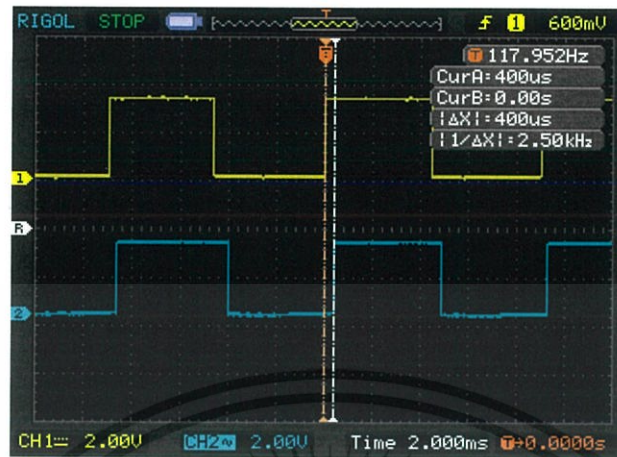 RIGOL STOP T 1 600mV
T 117.952Hz
CurA=400us
CurB=0.00s
|ΔX|=400us
|1/ΔX|=2.50kHz
1
R
2
CH1 2.00V CH2 2.00V Time 2.000ms T→0.0000s